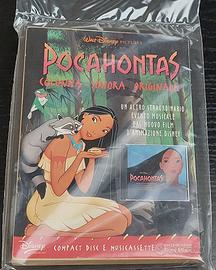 Walt Disney PICTURES
POCAHONTAS
COLONNA SONORA ORIGINALE
UN ALTRO STRAORDINARIO
EVENTO MUSICALE
DAL NUOVO FILM
D'ANIMAZIONE DISNEY
POCAHONTAS
Disney
COMPACT DISC E MUSICASSETTE